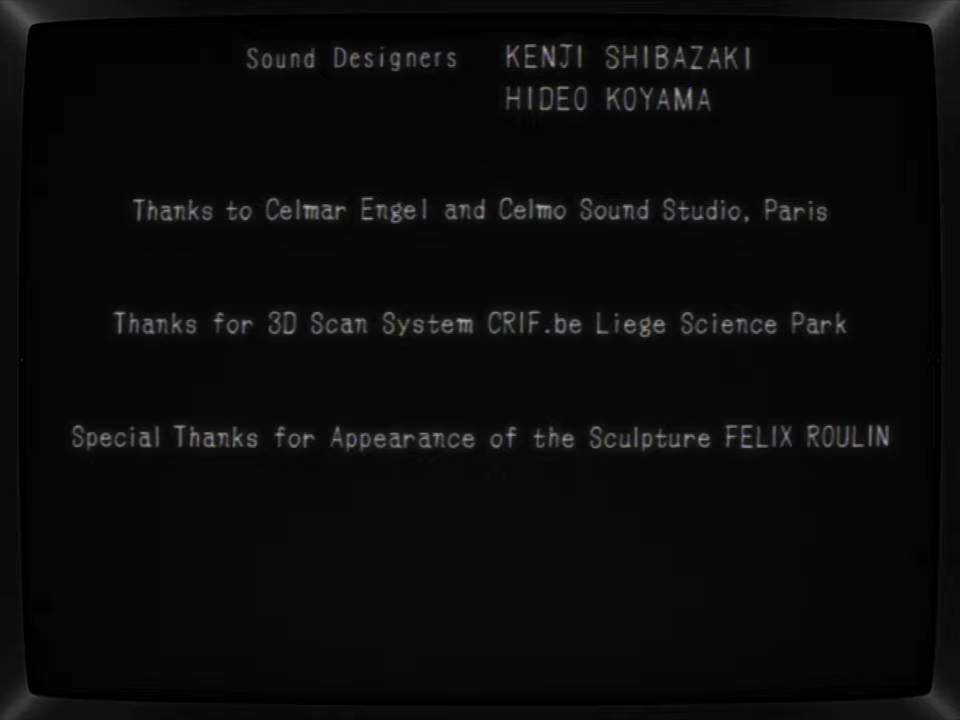 Sound Designers KENJI SHIBAZAKI
HIDEO KOYAMA
Thanks to Celmar Engel and Celmo Sound Studio, Paris
Thanks for 3D Scan System CRIF.be Liege Science Park
Special Thanks for Appearance of the Sculpture FELIX ROULIN